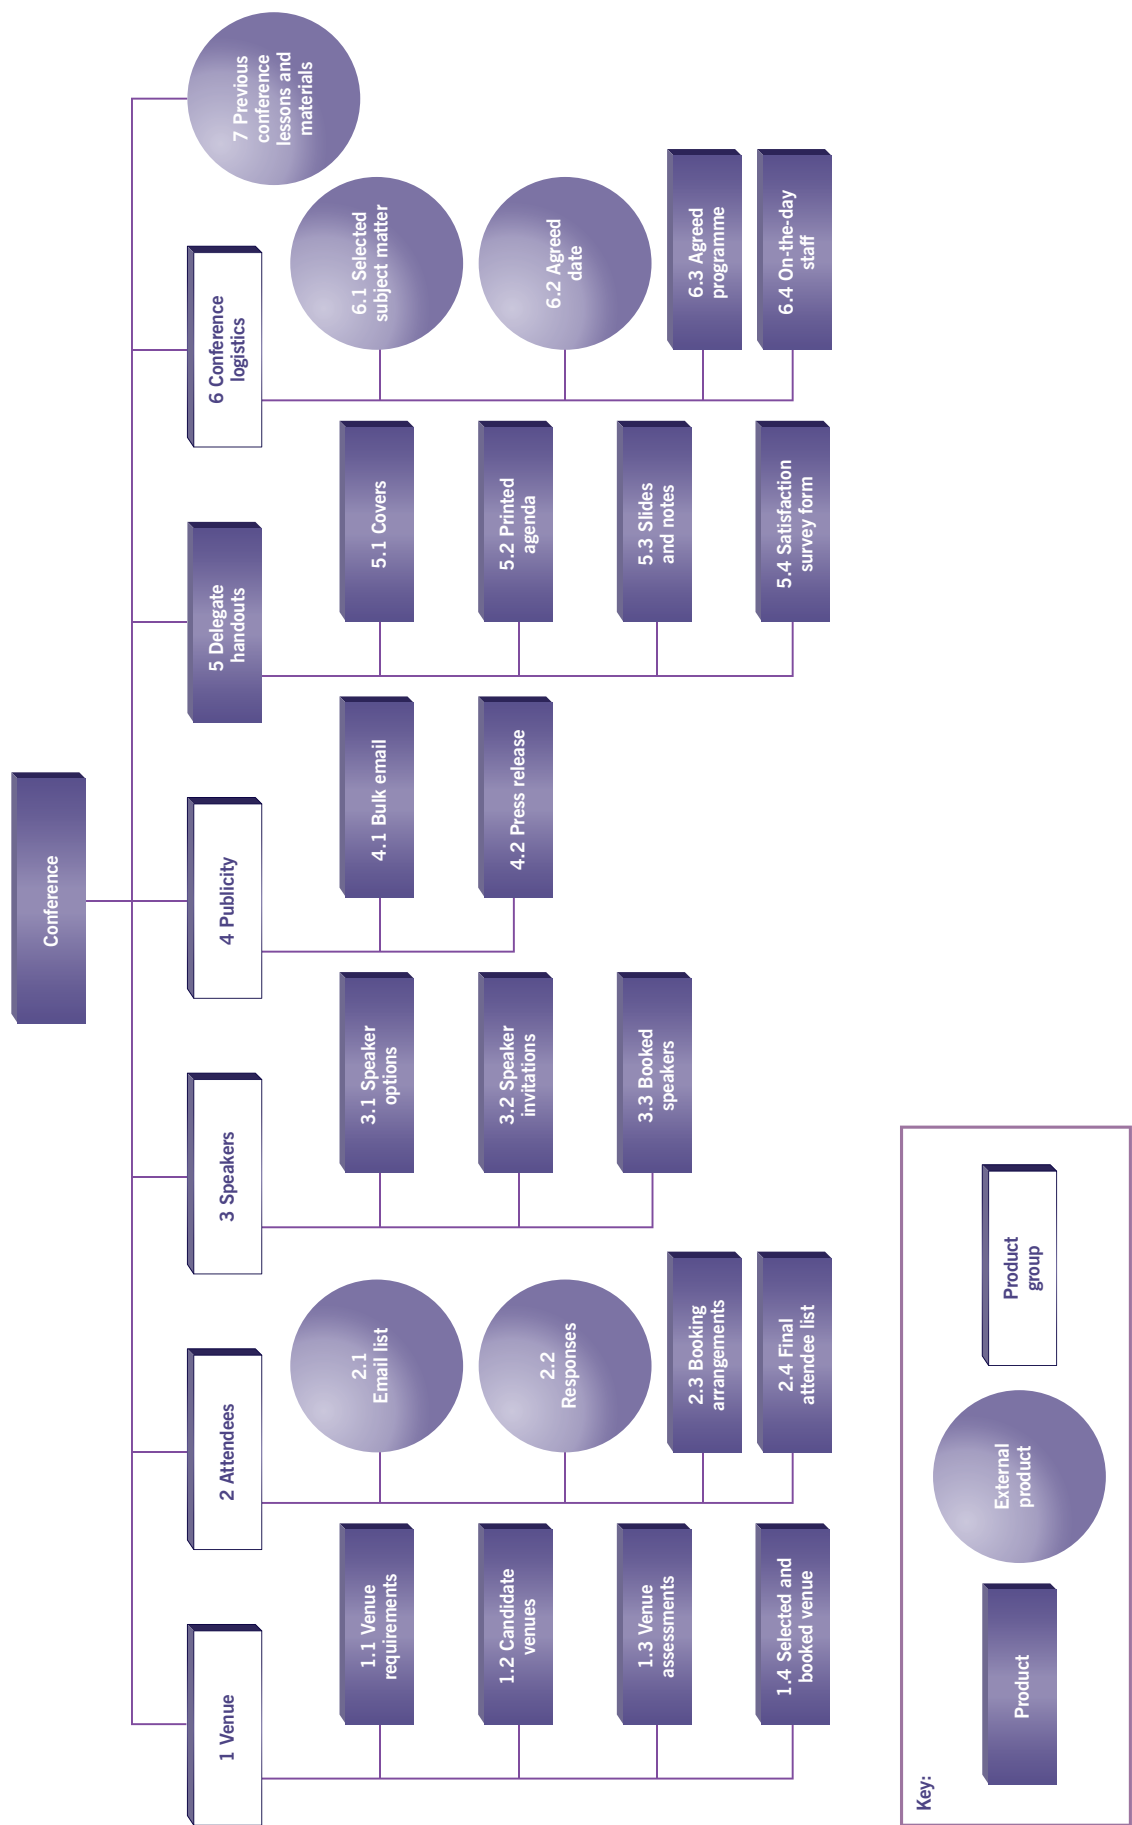 Conference
1 Venue
1.1 Venue
requirements
1.2 Candidate
venues
1.3 Venue
assessments
1.4 Selected and
booked venue
2 Attendees
2.1
Email list
2.2
Responses
2.3 Booking
arrangements
2.4 Final
attendee list
3 Speakers
3.1 Speaker
options
3.2 Speaker
invitations
3.3 Booked
speakers
4 Publicity
4.1 Bulk email
4.2 Press release
5 Delegate
handouts
5.1 Covers
5.2 Printed
agenda
5.3 Slides
and notes
5.4 Satisfaction
survey form
6 Conference
logistics
6.1 Selected
subject matter
6.2 Agreed
date
6.3 Agreed
programme
6.4 On-the-day
staff
7 Previous
conference
lessons and
materials
Key:
Product
External
product
Product
group